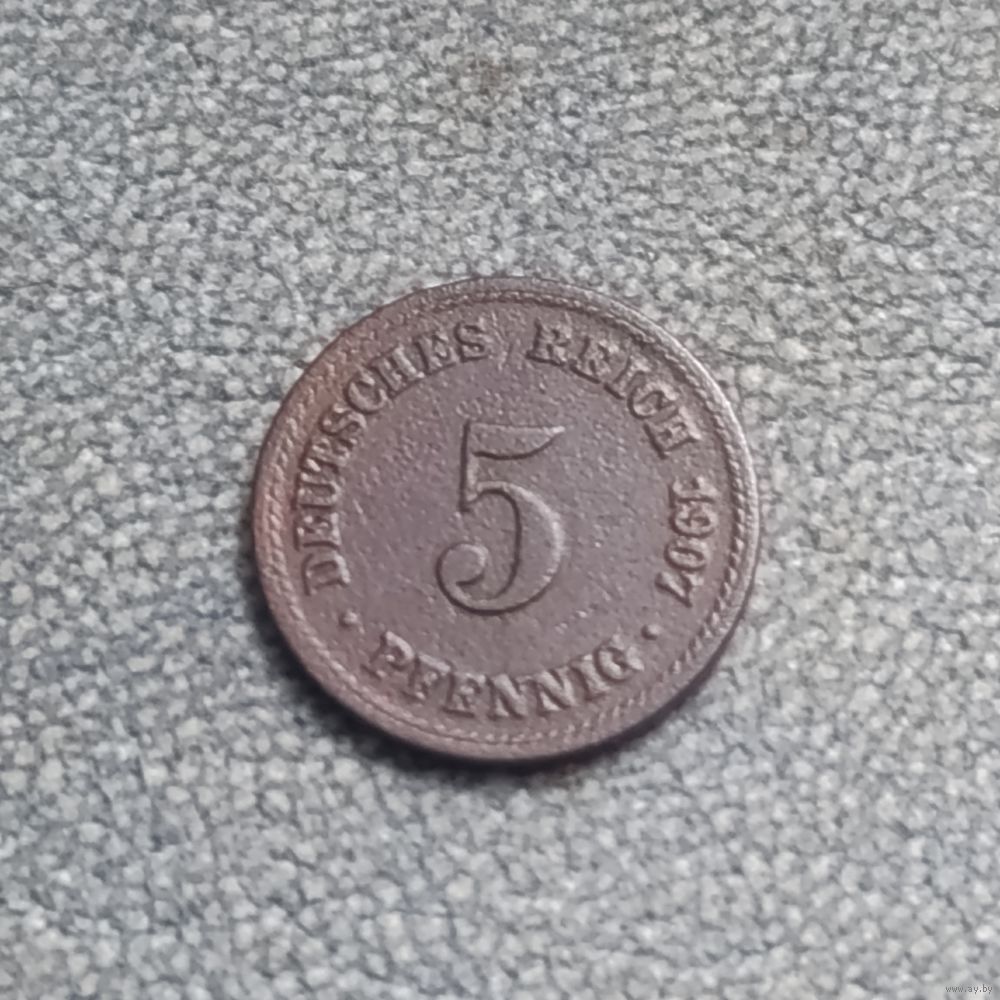 DEUTSCHES REICH 1907
5
· PFENNIG ·
www.ay.by